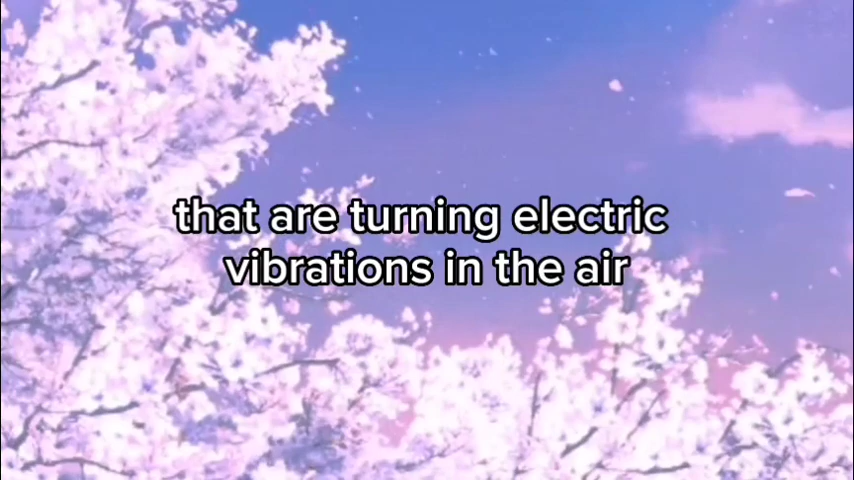 that are turning electric
vibrations in the air